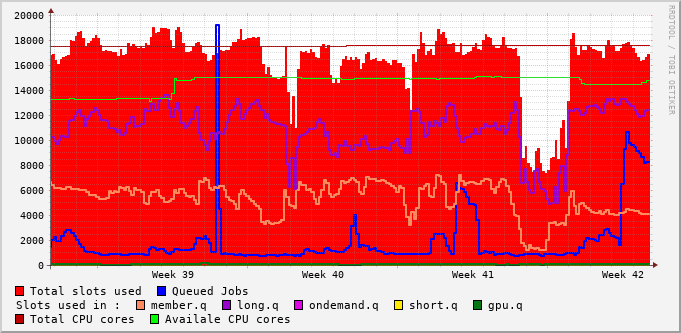 20000
18000
16000
14000
12000
10000
8000
6000
4000
2000
0
Week 39 Week 40 Week 41 Week 42
Total slots used Queued Jobs
Slots used in : member.q long.q ondemand.q short.q gpu.q
Total CPU cores Availale CPU cores
RRDTOOL / TOBI OETIKER